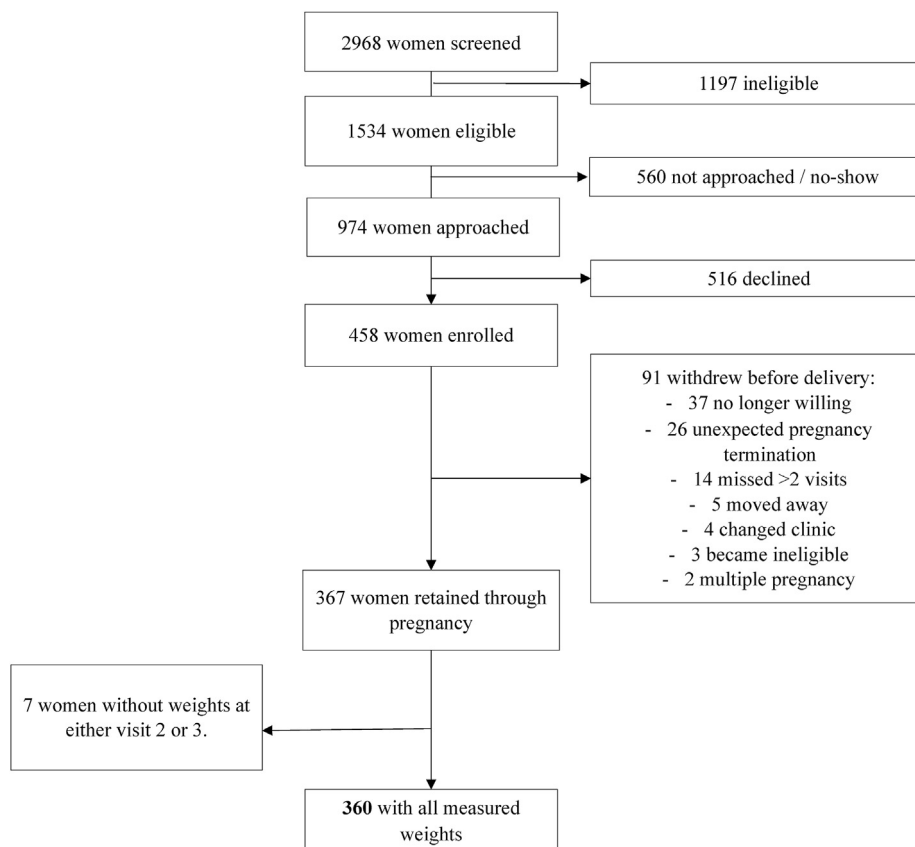 2968 women screened
1197 ineligible
1534 women eligible
560 not approached / no-show
974 women approached
516 declined
458 women enrolled
91 withdrew before delivery:
- 37 no longer willing
- 26 unexpected pregnancy
termination
- 14 missed >2 visits
- 5 moved away
- 4 changed clinic
- 3 became ineligible
- 2 multiple pregnancy
367 women retained through
pregnancy
7 women without weights at
either visit 2 or 3.
360 with all measured
weights